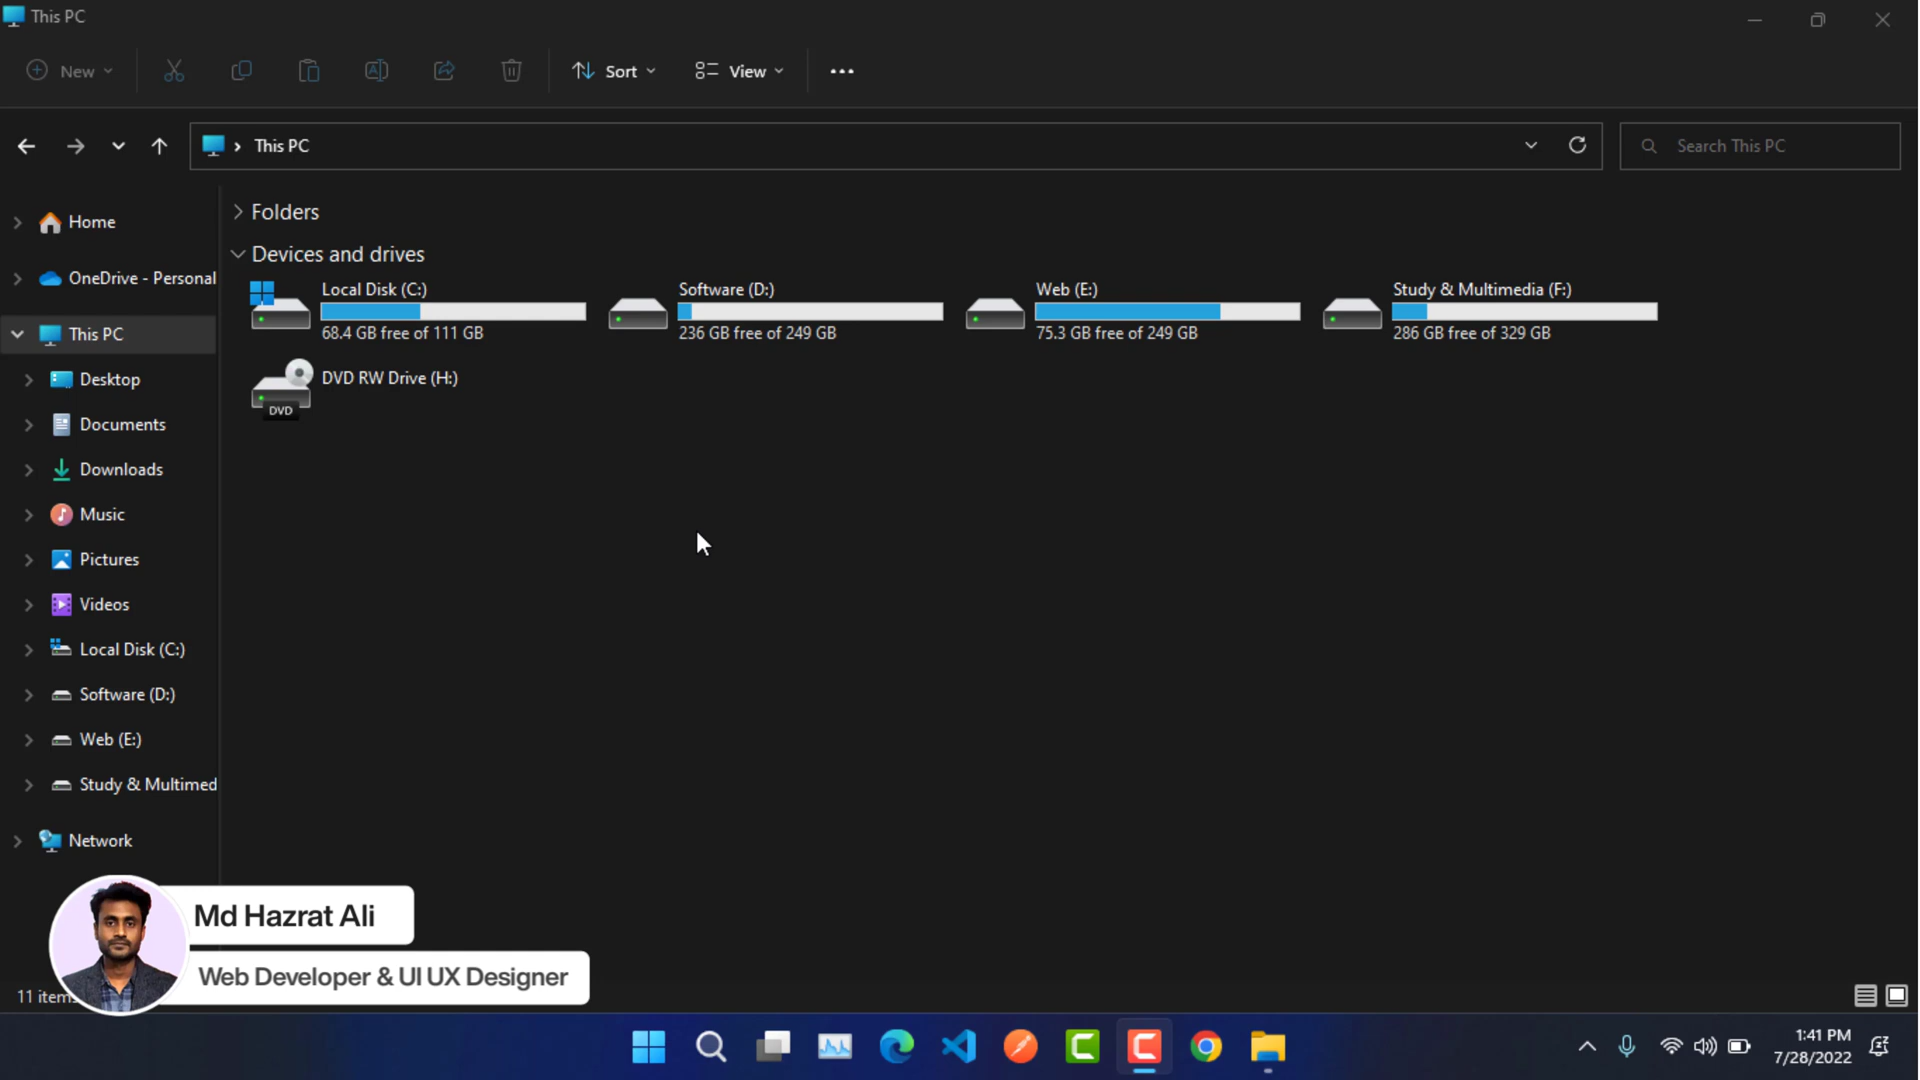 This PC
New
Sort
View
This PC
Search This PC
Home
OneDrive - Personal
This PC
Desktop
Documents
Downloads
Music
Pictures
Videos
Local Disk (C:)
Software (D:)
Web (E:)
Study & Multimed
Network
Folders
Devices and drives
Local Disk (C:)
68.4 GB free of 111 GB
Software (D:)
236 GB free of 249 GB
Web (E:)
75.3 GB free of 249 GB
Study & Multimedia (F:)
286 GB free of 329 GB
DVD RW Drive (H:)
DVD
Md Hazrat Ali
Web Developer & UI UX Designer
11 items
1:41 PM
7/28/2022